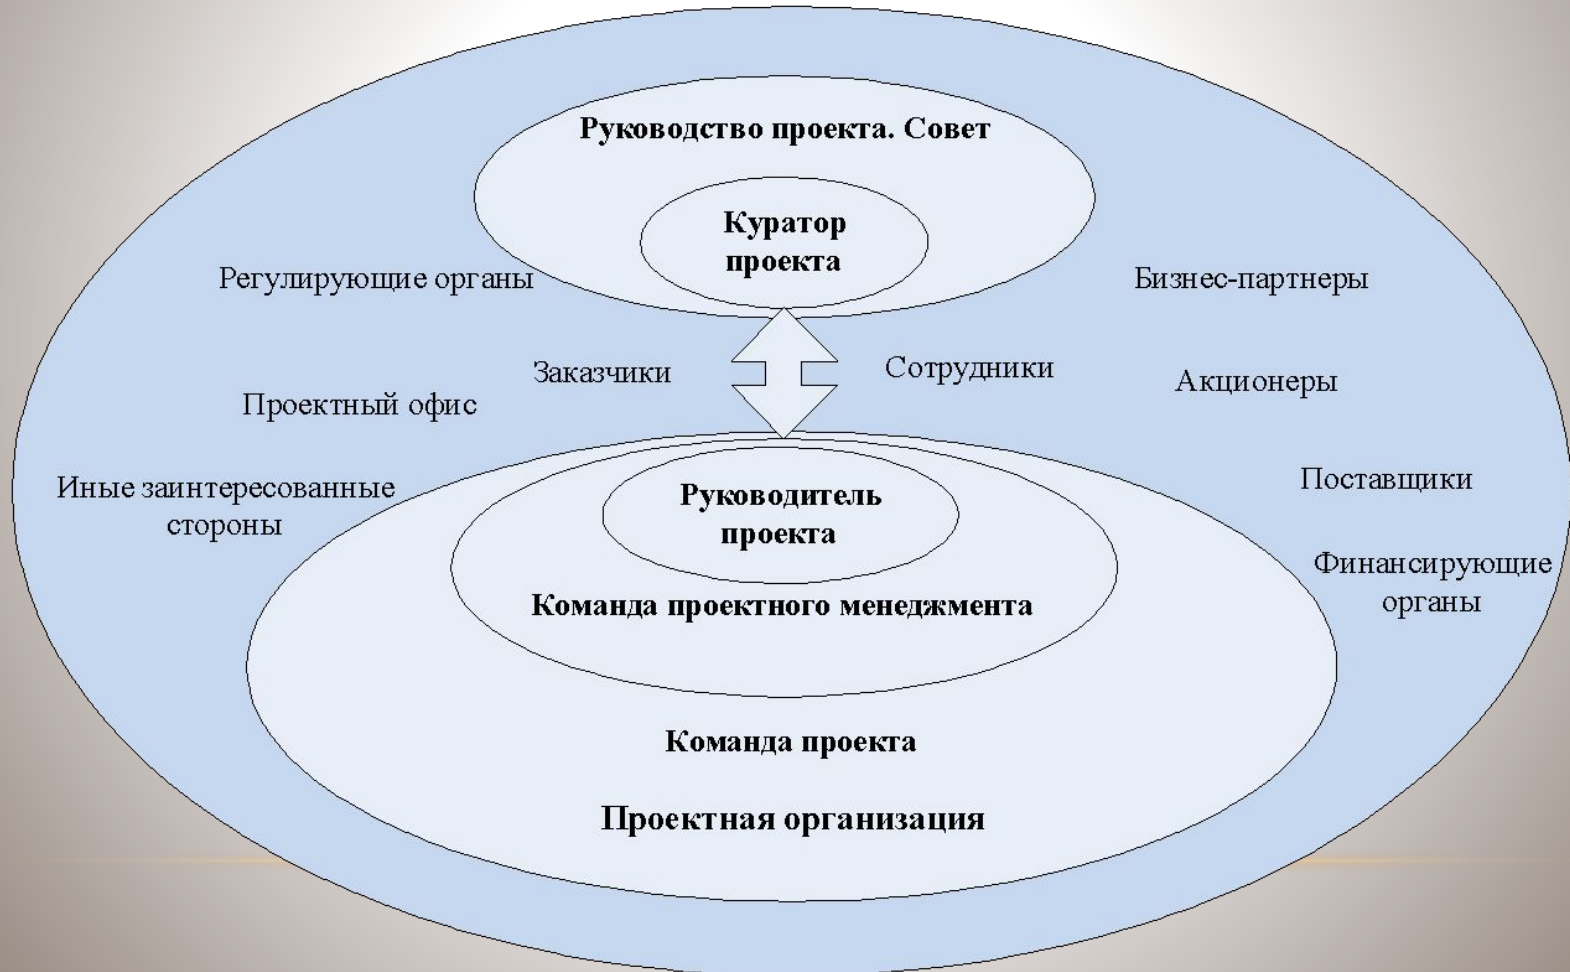 Руководство проекта. Совет
Куратор
проекта
Регулирующие органы
Бизнес-партнеры
Заказчики
Сотрудники
Акционеры
Проектный офис
Иные заинтересованные
стороны
Руководитель
проекта
Поставщики
Финансирующие
органы
Команда проектного менеджмента
Команда проекта
Проектная организация